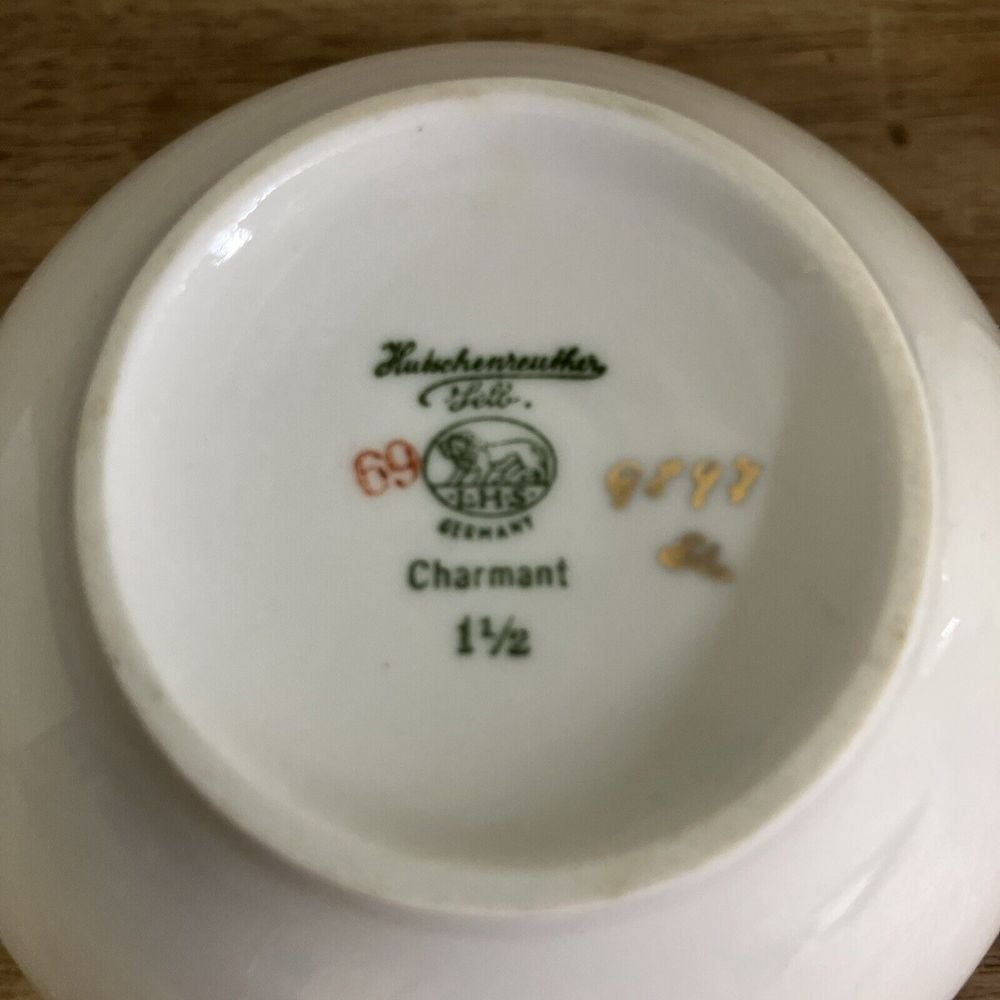 Hutschenreuther
Selb.
69
L·H·S
GERMANY
Charmant
1½